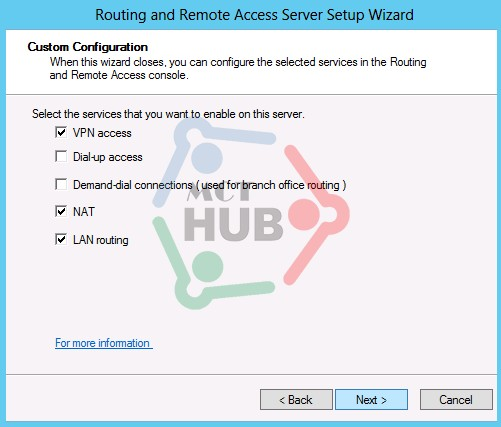 Routing and Remote Access Server Setup Wizard
Custom Configuration
When this wizard closes, you can configure the selected services in the Routing
and Remote Access console.
Select the services that you want to enable on this server.
VPN access
Dial-up access
Demand-dial connections ( used for branch office routing )
MCT
NAT
HUB
LAN routing
For more information
< Back
Next >
Cancel